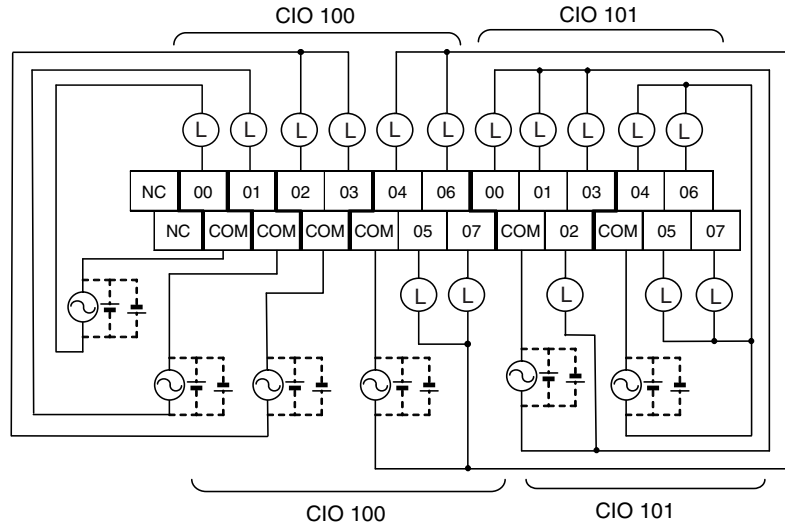 CIO 100 CIO 101
L L L L L L L L L L L
NC 00 01 02 03 04 06 00 01 03 04 06
NC COM COM COM COM 05 07 COM 02 COM 05 07
L L L L L
CIO 100 CIO 101